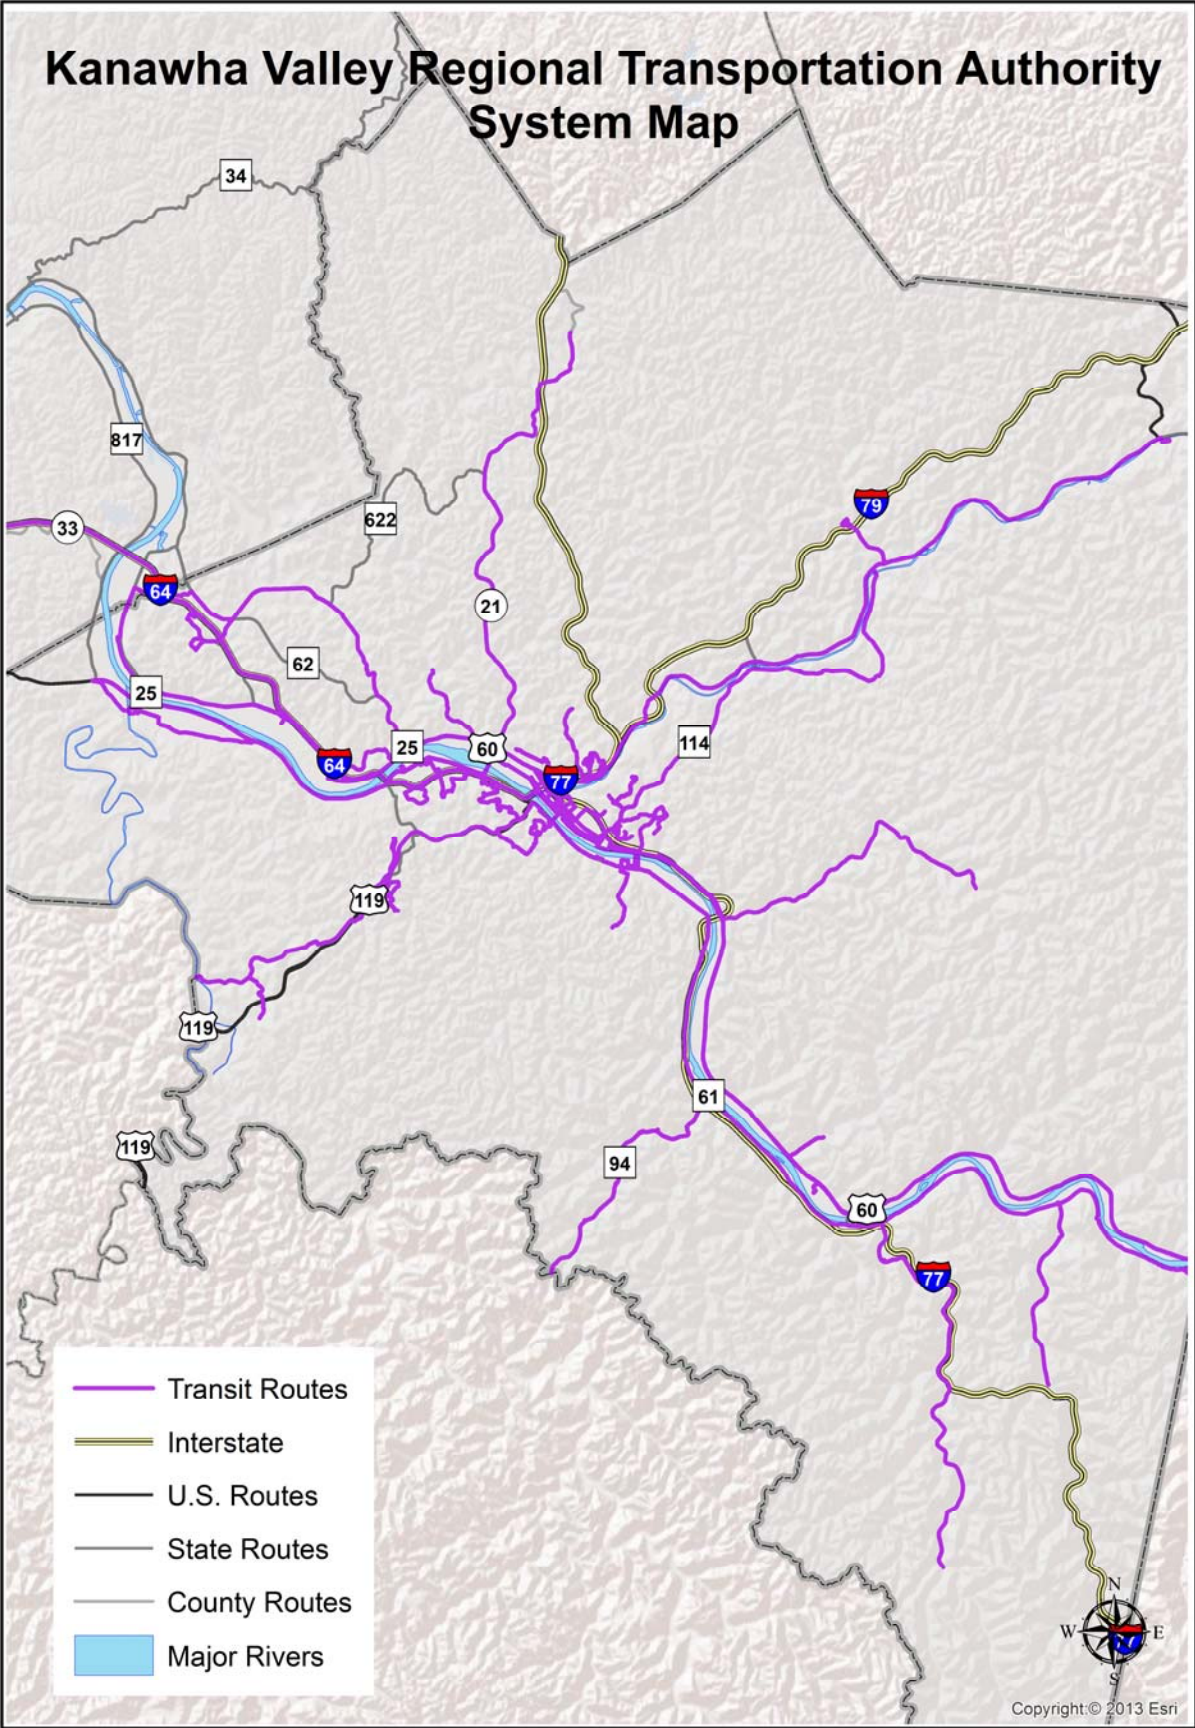 Kanawha Valley Regional Transportation Authority
System Map
34
817
33
622
79
64
21
62
25
25
60
114
64
77
119
119
61
119
94
60
77
Transit Routes
Interstate
U.S. Routes
State Routes
County Routes
Major Rivers
N
W
E
77
S
Copyright:© 2013 Esri